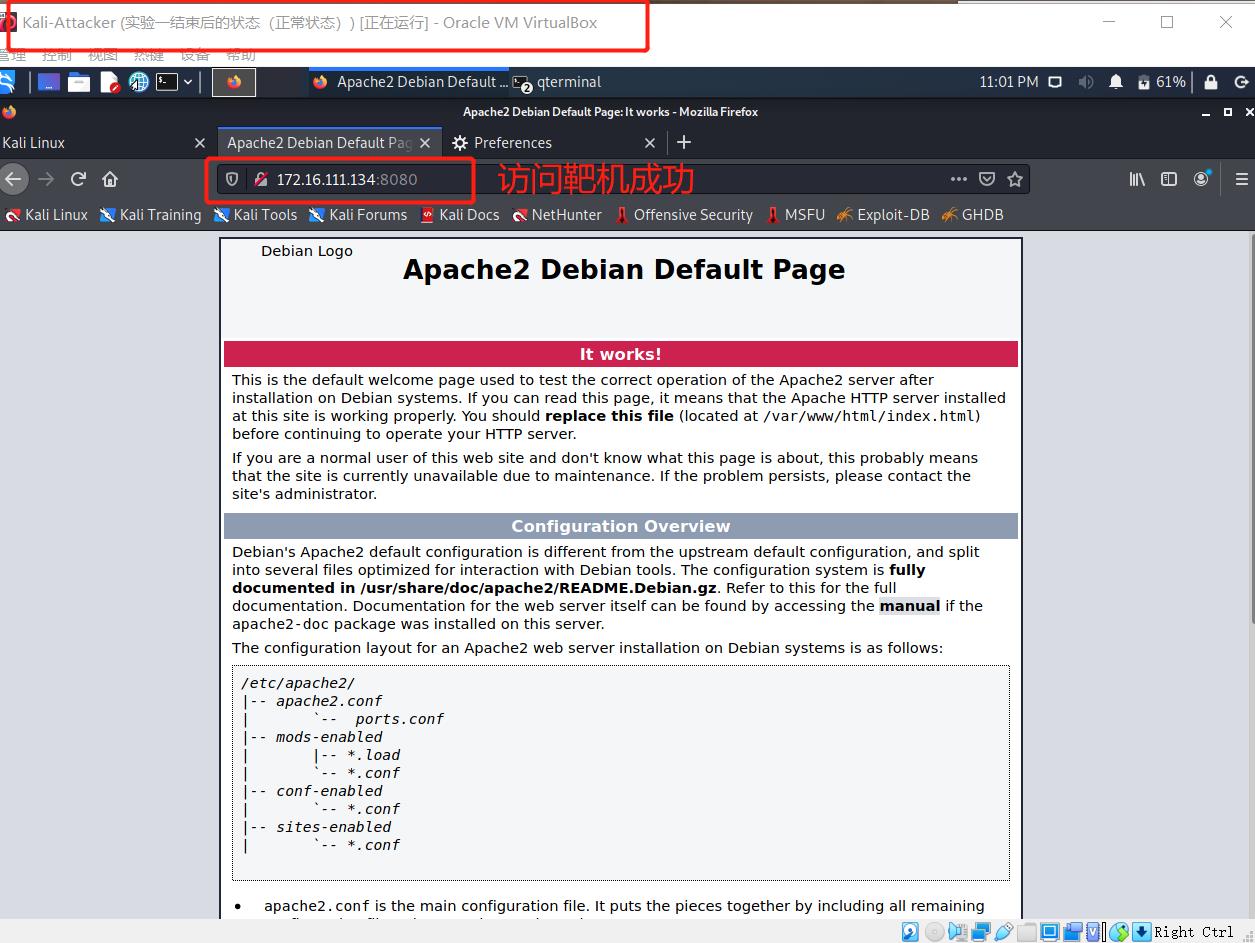 Kali-Attacker (实验一结束后的状态（正常状态）) [正在运行] - Oracle VM VirtualBox
管理 控制 视图 热键 设备 帮助
Apache2 Debian Default ... 2 qterminal 11:01 PM 61%
Apache2 Debian Default Page: It works - Mozilla Firefox
Kali Linux Apache2 Debian Default Pag Preferences
172.16.111.134:8080 访问靶机成功
Kali Linux Kali Training Kali Tools Kali Forums Kali Docs NetHunter Offensive Security MSFU Exploit-DB GHDB
Debian Logo
Apache2 Debian Default Page
It works!
This is the default welcome page used to test the correct operation of the Apache2 server after
installation on Debian systems. If you can read this page, it means that the Apache HTTP server installed
at this site is working properly. You should replace this file (located at /var/www/html/index.html)
before continuing to operate your HTTP server.
If you are a normal user of this web site and don't know what this page is about, this probably means
that the site is currently unavailable due to maintenance. If the problem persists, please contact the
site's administrator.
Configuration Overview
Debian's Apache2 default configuration is different from the upstream default configuration, and split
into several files optimized for interaction with Debian tools. The configuration system is fully
documented in /usr/share/doc/apache2/README.Debian.gz. Refer to this for the full
documentation. Documentation for the web server itself can be found by accessing the manual if the
apache2-doc package was installed on this server.
The configuration layout for an Apache2 web server installation on Debian systems is as follows:
/etc/apache2/
|-- apache2.conf
|       `--  ports.conf
|-- mods-enabled
|       |-- *.load
|       `-- *.conf
|-- conf-enabled
|       `-- *.conf
|-- sites-enabled
|       `-- *.conf
• apache2.conf is the main configuration file. It puts the pieces together by including all remaining
Right Ctrl